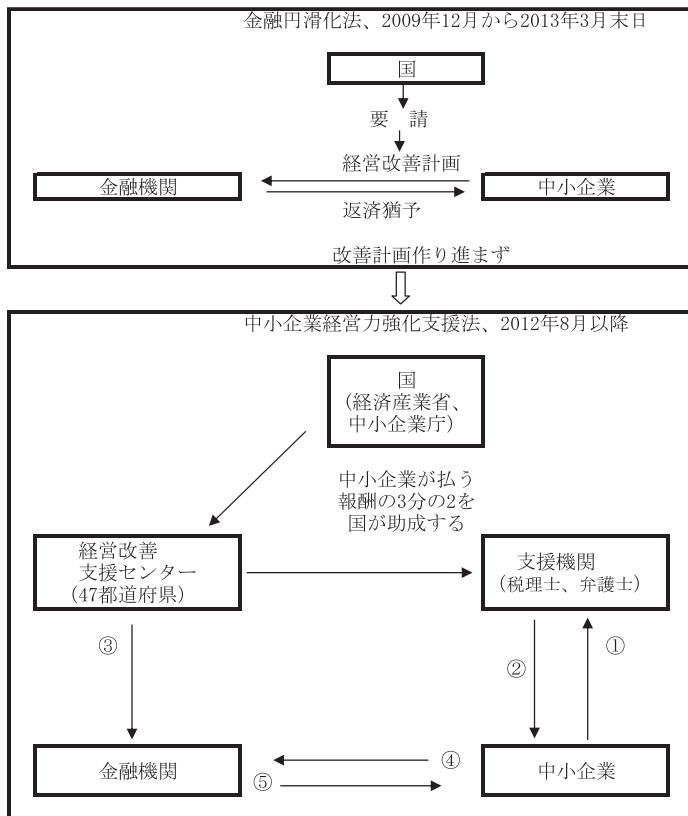 金融円滑化法、2009年12月から2013年3月末日
国
要　請
経営改善計画
金融機関
中小企業
返済猶予
改善計画作り進まず
中小企業経営力強化支援法、2012年8月以降
国
（経済産業省、
中小企業庁）
中小企業が払う
報酬の3分の2を
国が助成する
経営改善
支援センター
（47都道府県）
支援機関
（税理士、弁護士）
③
②
①
金融機関
④
⑤
中小企業